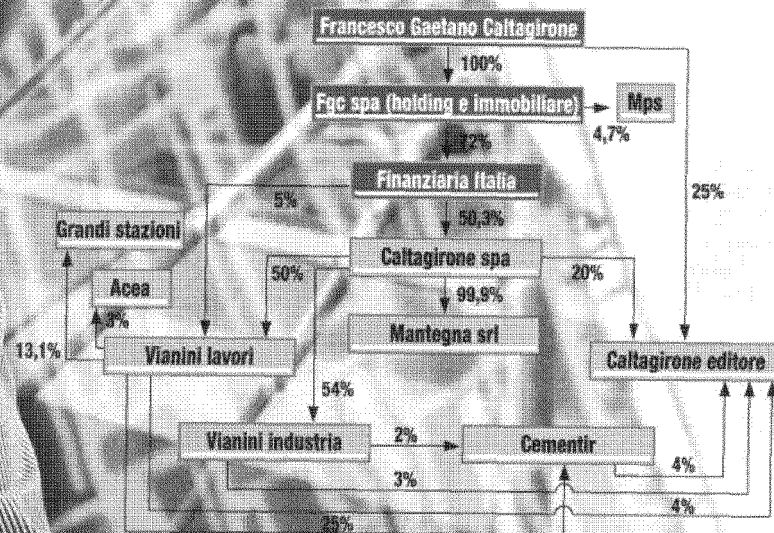 Francesco Gaetano Caltagirone
100%
Fgc spa (holding e immobiliare)
Mps
4,7%
72%
Finanziaria Italia
5%
25%
50,3%
Grandi stazioni
Caltagirone spa
50%
20%
Acea
99,9%
3%
Mantegna srl
13,1%
Vianini lavori
Caltagirone editore
54%
Vianini industria
2%
Cementir
4%
3%
4%
25%